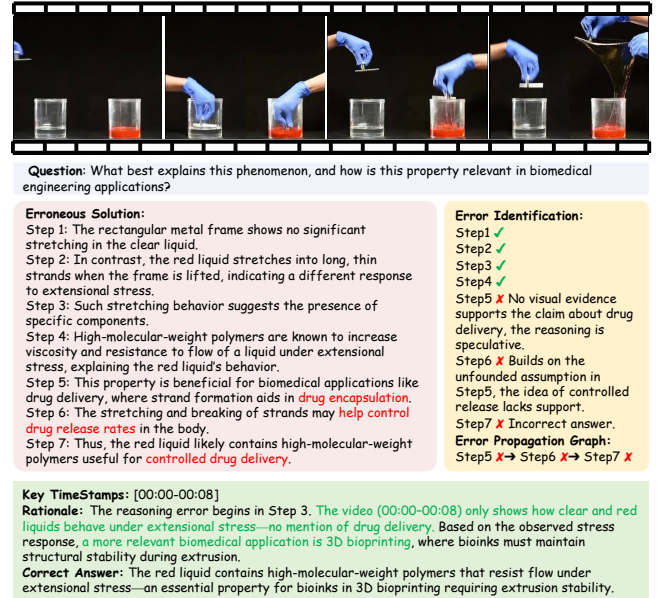 Question: What best explains this phenomenon, and how is this property relevant in biomedical
engineering applications?
Erroneous Solution:
Step 1: The rectangular metal frame shows no significant
stretching in the clear liquid.
Step 2: In contrast, the red liquid stretches into long, thin
strands when the frame is lifted, indicating a different response
to extensional stress.
Step 3: Such stretching behavior suggests the presence of
specific components.
Step 4: High-molecular-weight polymers are known to increase
viscosity and resistance to flow of a liquid under extensional
stress, explaining the red liquid's behavior.
Step 5: This property is beneficial for biomedical applications like
drug delivery, where strand formation aids in drug encapsulation.
Step 6: The stretching and breaking of strands may help control
drug release rates in the body.
Step 7: Thus, the red liquid likely contains high-molecular-weight
polymers useful for controlled drug delivery.
Error Identification:
Step1 ✓
Step2 ✓
Step3 ✓
Step4 ✓
Step5 ✗ No visual evidence
supports the claim about drug
delivery, the reasoning is
speculative.
Step6 ✗ Builds on the
unfounded assumption in
Step5, the idea of controlled
release lacks support.
Step7 ✗ Incorrect answer.
Error Propagation Graph:
Step5 ✗➔ Step6 ✗➔ Step7 ✗
Key TimeStamps: [00:00-00:08]
Rationale: The reasoning error begins in Step 3. The video (00:00–00:08) only shows how clear and red
liquids behave under extensional stress—no mention of drug delivery. Based on the observed stress
response, a more relevant biomedical application is 3D bioprinting, where bioinks must maintain
structural stability during extrusion.
Correct Answer: The red liquid contains high-molecular-weight polymers that resist flow under
extensional stress—an essential property for bioinks in 3D bioprinting requiring extrusion stability.